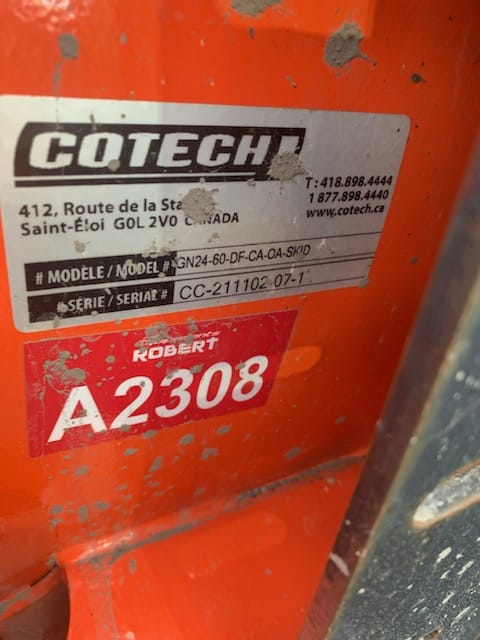 COTECH
412, Route de la
Saint-Éloi G0L 2V0 CANADA
T : 418.898.4444
1 877.898.4440
www.cotech.ca
# MODÈLE / MODEL # GN24-60-DF-CA-OA-SKID
# SÉRIE / SERIAL # CC-211102 07-1
ROBERT
A2308